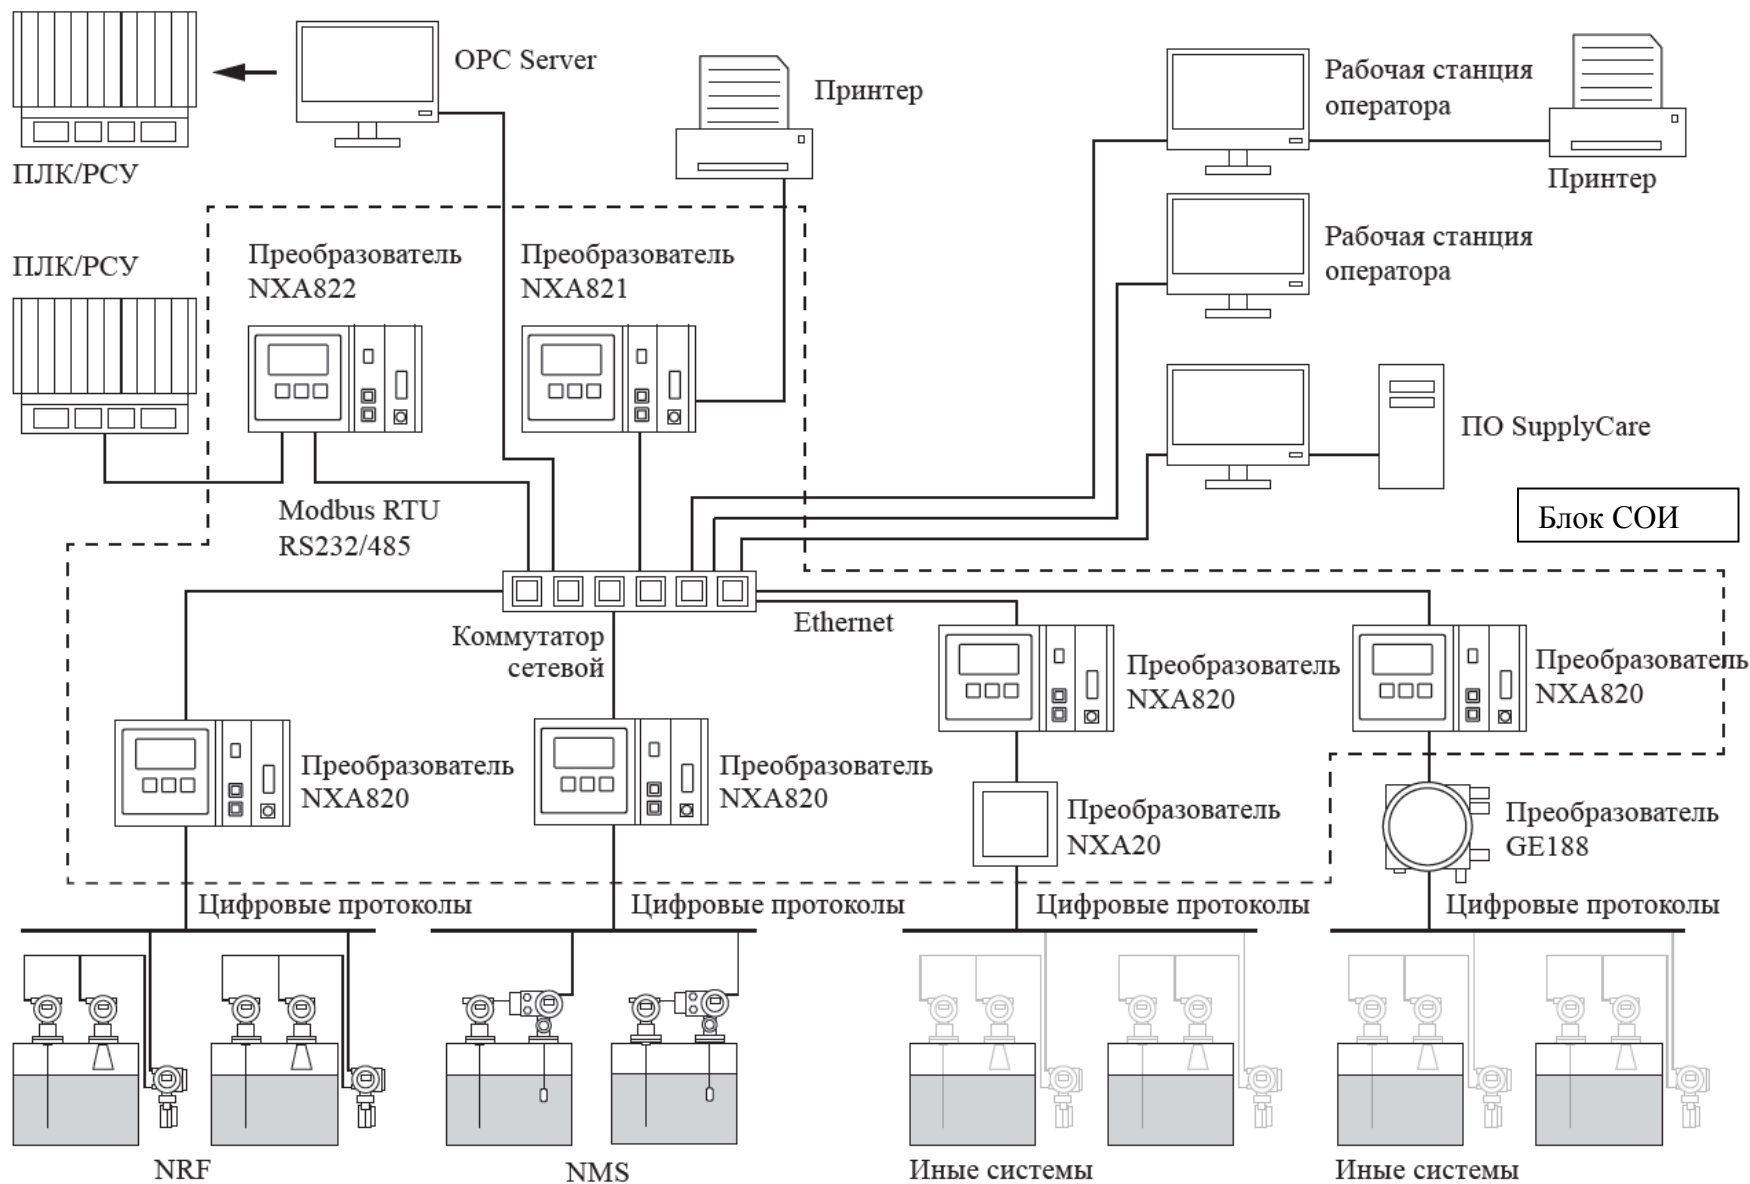 OPC Server
Принтер
Рабочая станция
оператора
Принтер
ПЛК/РСУ
Рабочая станция
оператора
ПЛК/РСУ
Преобразователь
NXA822
Преобразователь
NXA821
ПО SupplyCare
Modbus RTU
RS232/485
Блок СОИ
Коммутатор
сетевой
Ethernet
Преобразователь
NXA820
Преобразователь
NXA820
Преобразователь
NXA820
Преобразователь
NXA820
Преобразователь
NXA20
Преобразователь
GE188
Цифровые протоколы
Цифровые протоколы
Цифровые протоколы
Цифровые протоколы
NRF
NMS
Иные системы
Иные системы